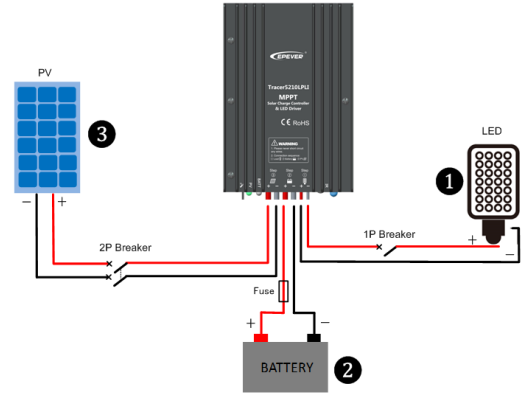 EPEVER
Tracer5210LPLI
MPPT
Solar Charge Controller
& LED Driver
CE RoHS
WARNING
PV
3
LED
1
− +
2P Breaker
1P Breaker
+ −
Fuse
+ −
BATTERY
2